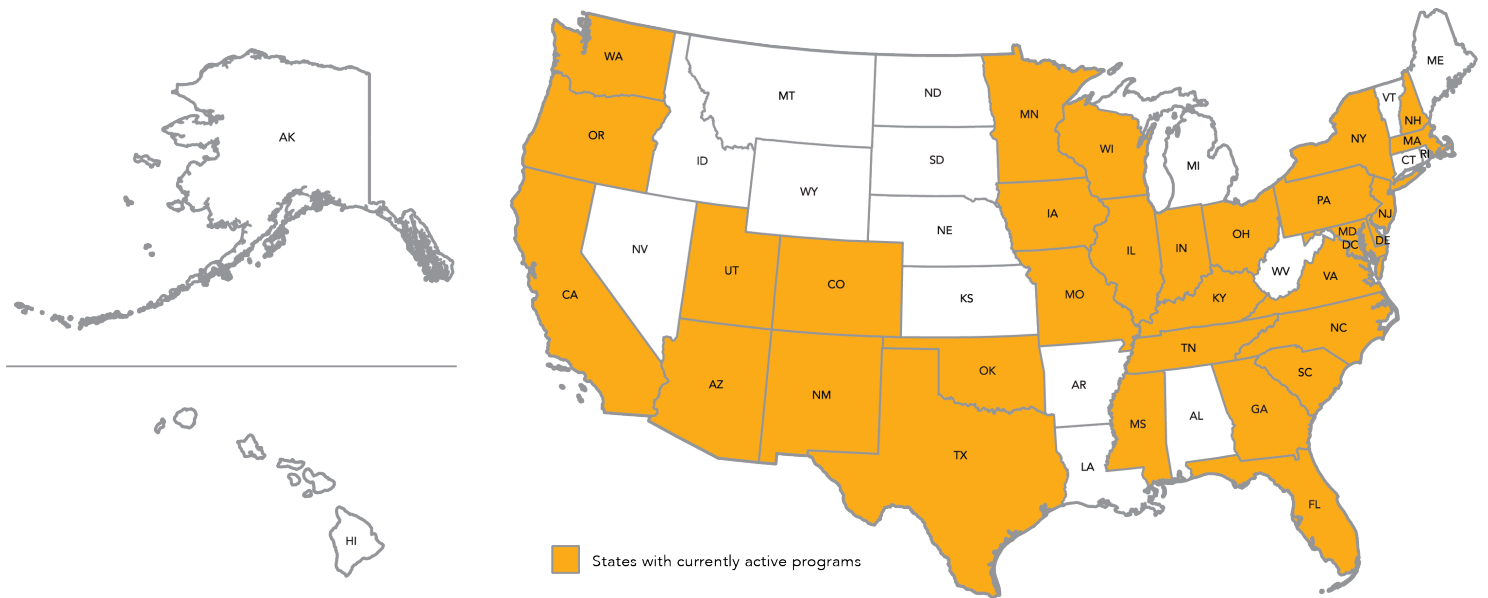 ME
WA
VT
MT
ND
NH
MN
OR
NY
MA
WI
CT
RI
ID
SD
MI
WY
PA
IA
NJ
NE
MD
OH
DE
DC
NV
IL
IN
UT
WV
VA
CO
CA
MO
KS
KY
NC
TN
OK
SC
AZ
AR
NM
GA
AL
MS
TX
LA
FL
AK
HI
States with currently active programs